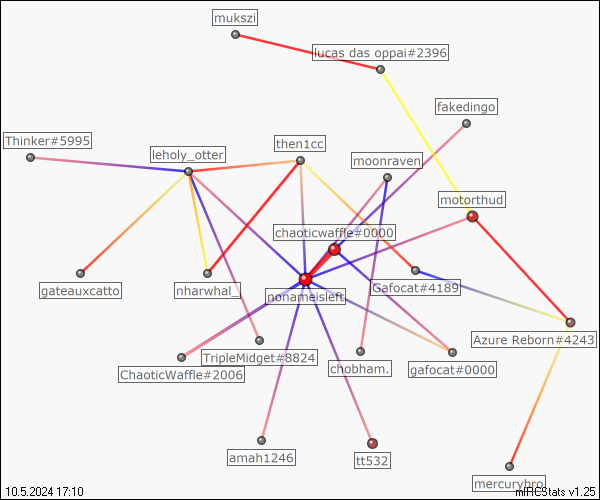 mukszi
lucas das oppai#2396
fakedingo
Thinker#5995
then1cc
leholy_otter
moonraven
motorthud
chaoticwaffle#0000
gateauxcatto
nharwhal_
nonameisleft
Gafocat#4189
Azure Reborn#4243
TripleMidget#8824
ChaoticWaffle#2006
chobham.
gafocat#0000
amah1246
tt532
mercurybro
10.5.2024 17:10
mIRCStats v1.25